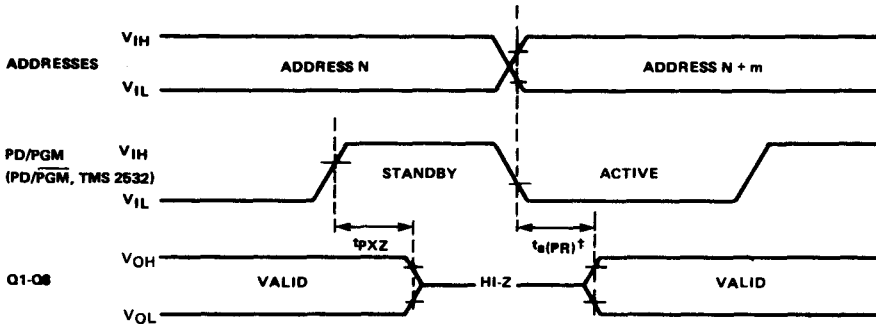 VIH
ADDRESSES ADDRESS N ADDRESS N + m
VIL
PD/PGM VIH
(PD/PGM, TMS 2532) STANDBY ACTIVE
VIL
tPXZ ta(PR)†
VOH
Q1-Q8 VALID HI-Z VALID
VOL